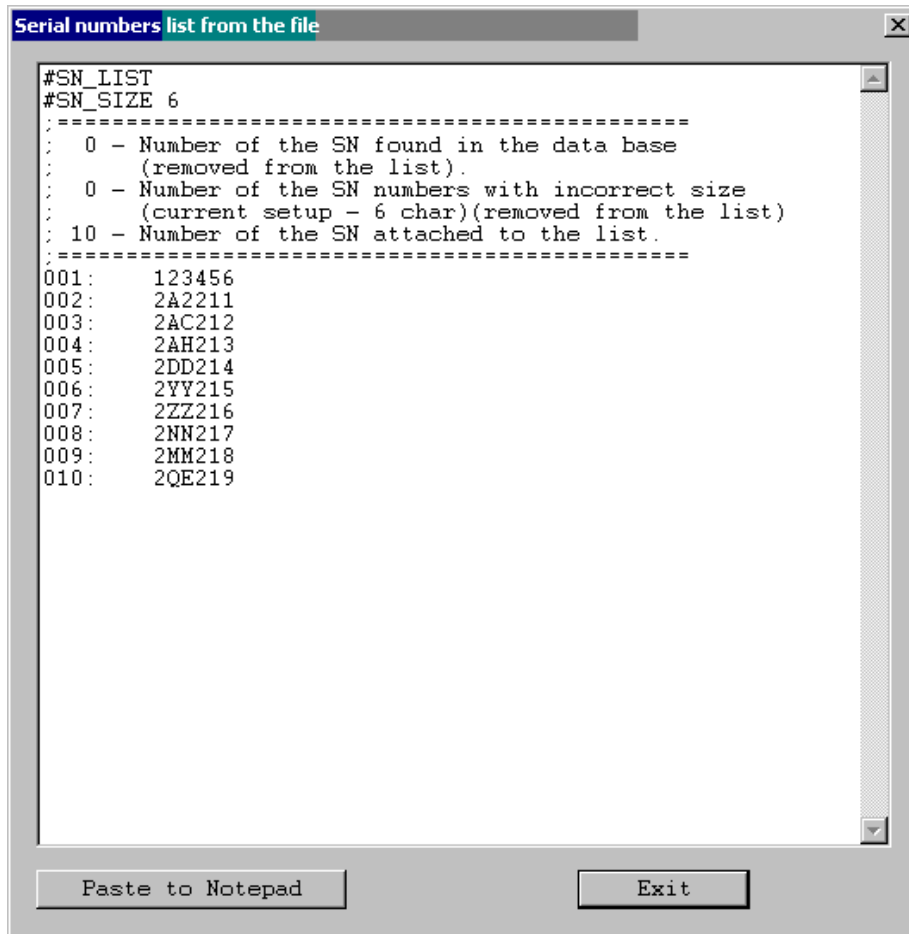 Serial numbers list from the file
#SN_LIST
#SN_SIZE 6
;==============================================
;  0 - Number of the SN found in the data base
;      (removed from the list).
;  0 - Number of the SN numbers with incorrect size
;      (current setup - 6 char)(removed from the list)
; 10 - Number of the SN attached to the list.
;==============================================
001:    123456
002:    2A2211
003:    2AC212
004:    2AH213
005:    2DD214
006:    2YY215
007:    2ZZ216
008:    2NN217
009:    2MM218
010:    2QE219
Paste to Notepad
Exit